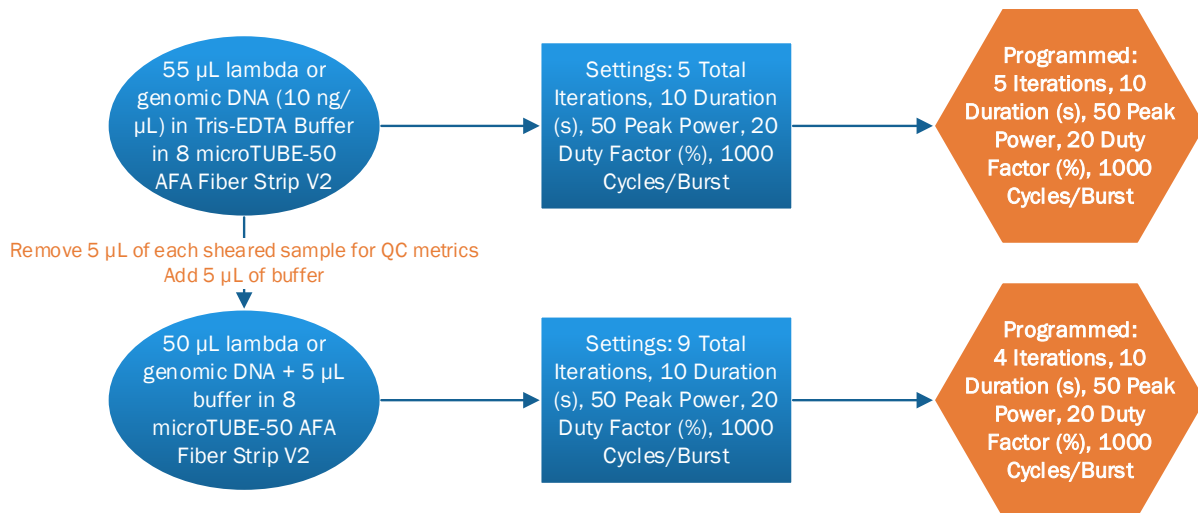 55 µL lambda or
genomic DNA (10 ng/
µL) in Tris-EDTA Buffer
in 8 microTUBE-50
AFA Fiber Strip V2
Settings: 5 Total
Iterations, 10 Duration
(s), 50 Peak Power, 20
Duty Factor (%), 1000
Cycles/Burst
Programmed:
5 Iterations, 10
Duration (s), 50 Peak
Power, 20 Duty
Factor (%), 1000
Cycles/Burst
Remove 5 µL of each sheared sample for QC metrics
Add 5 µL of buffer
50 µL lambda or
genomic DNA + 5 µL
buffer in 8
microTUBE-50 AFA
Fiber Strip V2
Settings: 9 Total
Iterations, 10 Duration
(s), 50 Peak Power, 20
Duty Factor (%), 1000
Cycles/Burst
Programmed:
4 Iterations, 10
Duration (s), 50 Peak
Power, 20 Duty
Factor (%), 1000
Cycles/Burst